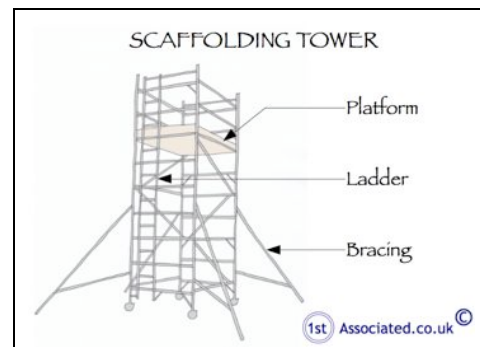 SCAFFOLDING TOWER
Platform
Ladder
Bracing
1st Associated.co.uk ©